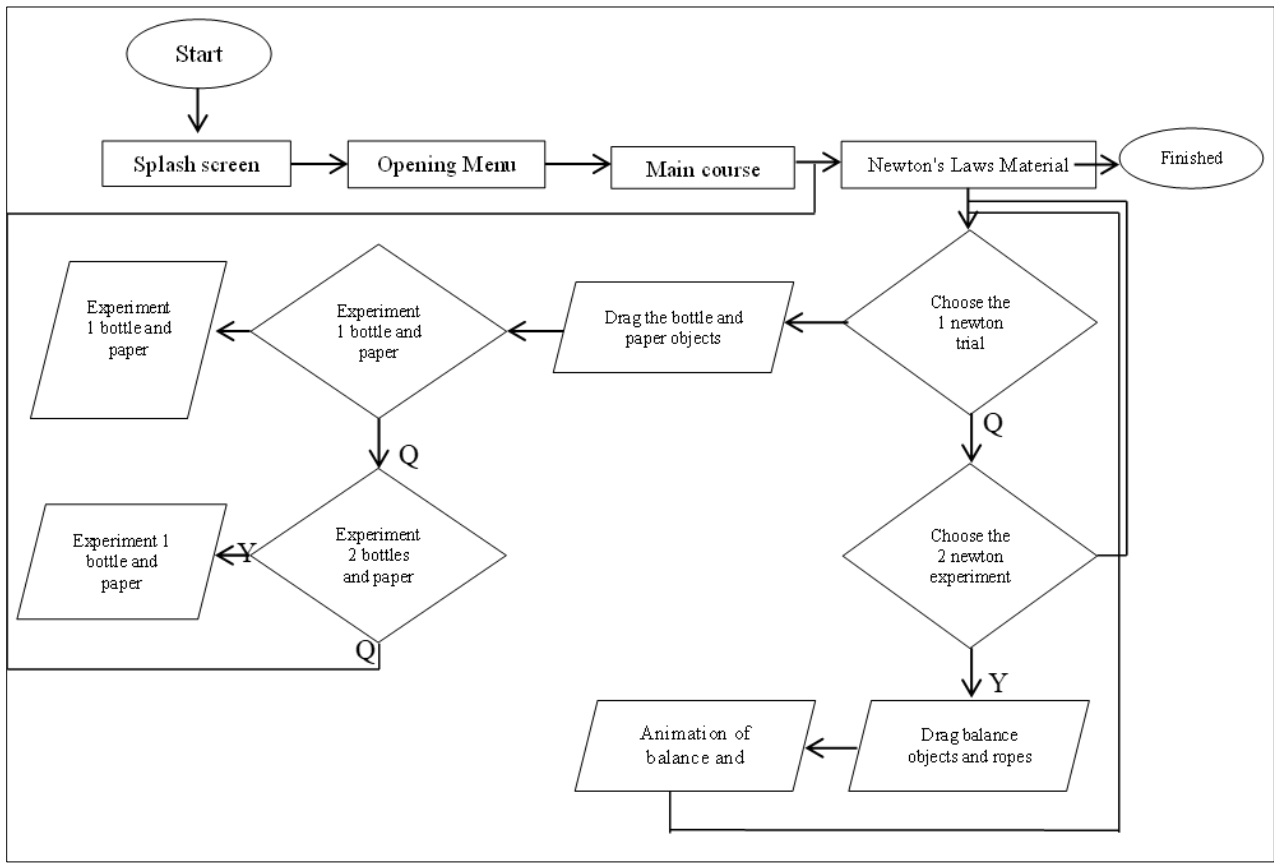 Start
Splash screen
Opening Menu
Main course
Newton's Laws Material
Finished
Experiment
1 bottle and
paper
Experiment
1 bottle and
paper
Drag the bottle and
paper objects
Choose the
1 newton
trial
Q
Q
Experiment 1
bottle and
paper
Y
Experiment
2 bottles
and paper
Choose the
2 newton
experiment
Q
Y
Animation of
balance and
Drag balance
objects and ropes